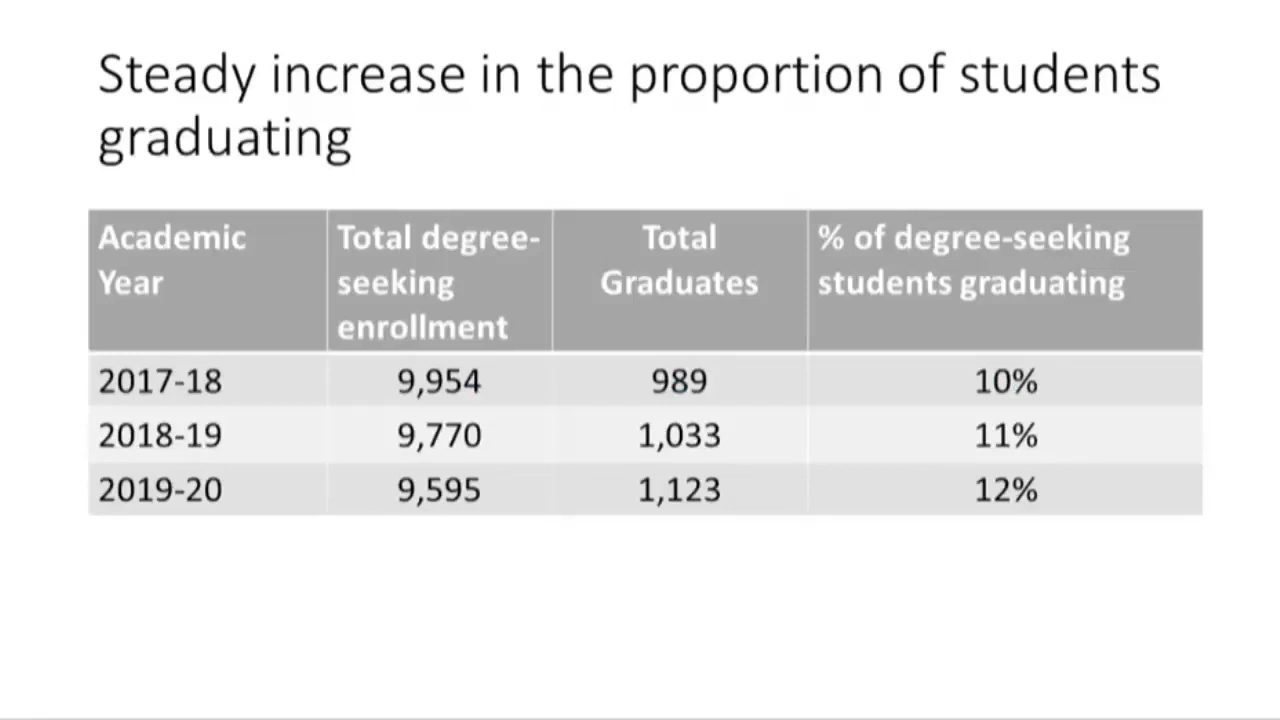 Steady increase in the proportion of students
graduating
Academic Year
Total degree-seeking enrollment
Total Graduates
% of degree-seeking students graduating
2017-18 9,954 989 10%
2018-19 9,770 1,033 11%
2019-20 9,595 1,123 12%